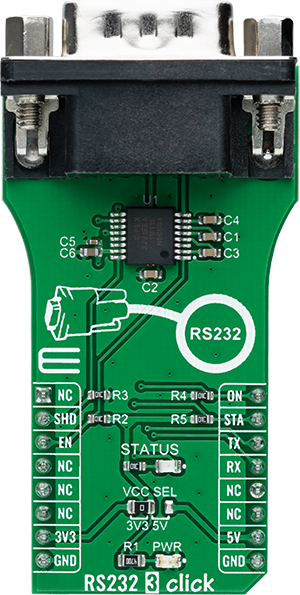 U1
C4
C5 C1
C6 C3
C2
RS232
NC R3 R4 ON
SHD R2 R5 STA
EN TX
STATUS
NC RX
NC VCC SEL NC
NC NC
3V3 3V3 5V 5V
GND R1 PWR GND
RS232 3 click